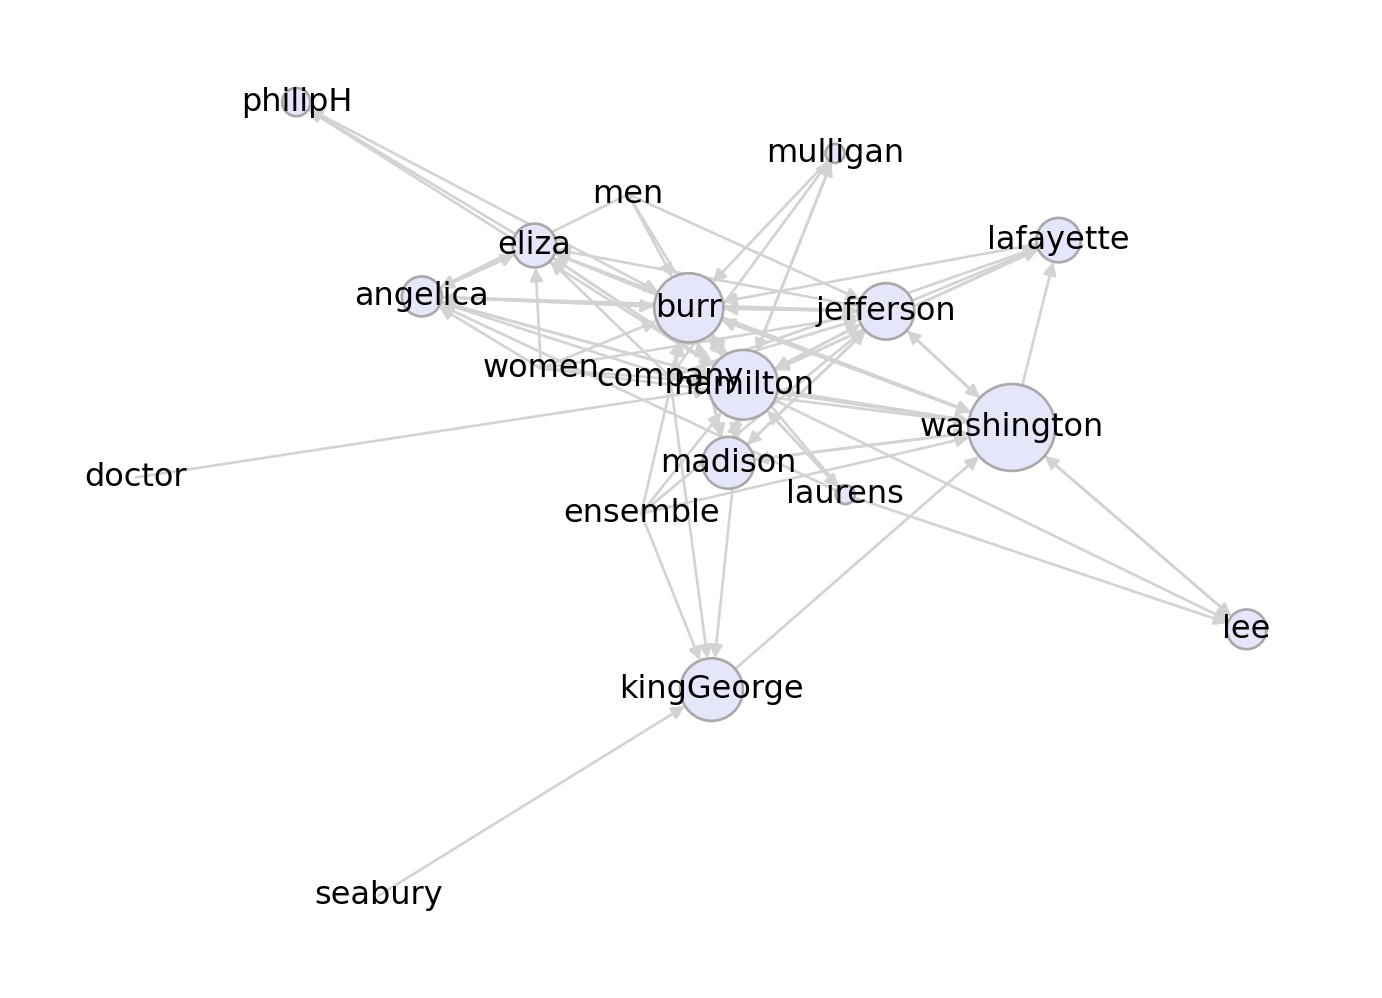 philipH
mulligan
men
eliza
lafayette
angelica
burr
jefferson
women
company
hamilton
washington
madison
doctor
laurens
ensemble
lee
kingGeorge
seabury